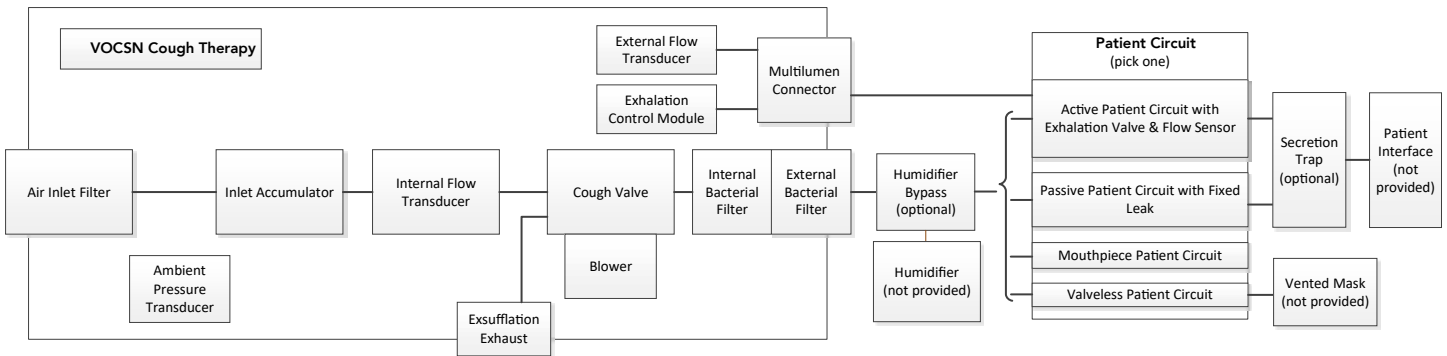 VOCSN Cough Therapy
External Flow
Transducer
Exhalation
Control Module
Multilumen
Connector
Patient Circuit
(pick one)
Active Patient Circuit with
Exhalation Valve & Flow Sensor
Passive Patient Circuit with Fixed
Leak
Mouthpiece Patient Circuit
Valveless Patient Circuit
Secretion
Trap
(optional)
Patient
Interface
(not
provided)
Vented Mask
(not provided)
Air Inlet Filter
Inlet Accumulator
Internal Flow
Transducer
Cough Valve
Blower
Internal
Bacterial
Filter
External
Bacterial
Filter
Humidifier
Bypass
(optional)
Humidifier
(not provided)
Ambient
Pressure
Transducer
Exsufflation
Exhaust